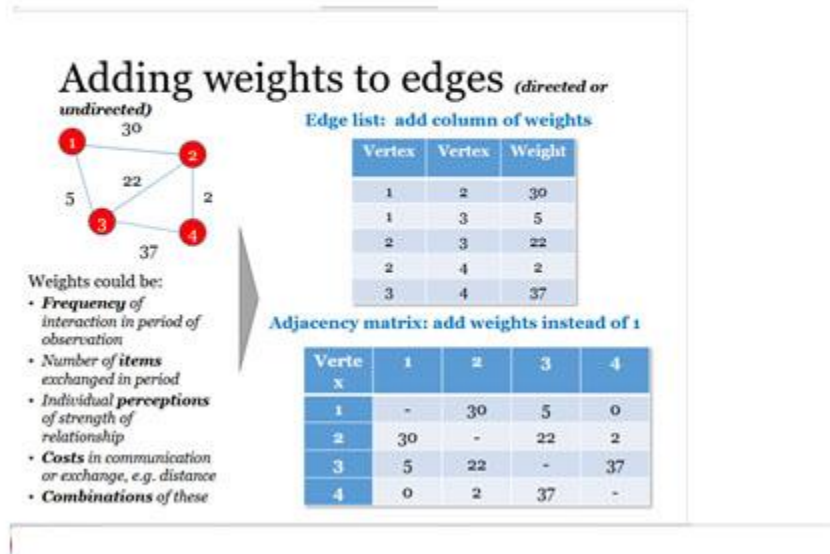 Adding weights to edges (directed or
undirected)
30
1
2
22
5
2
3
4
37
Weights could be:
• Frequency of
interaction in period of
observation
• Number of items
exchanged in period
• Individual perceptions
of strength of
relationship
• Costs in communication
or exchange, e.g. distance
• Combinations of these
Edge list: add column of weights
Vertex Vertex Weight
1 2 30
1 3 5
2 3 22
2 4 2
3 4 37
Adjacency matrix: add weights instead of 1
Verte 1 2 3 4
x
1 - 30 5 0
2 30 - 22 2
3 5 22 - 37
4 0 2 37 -